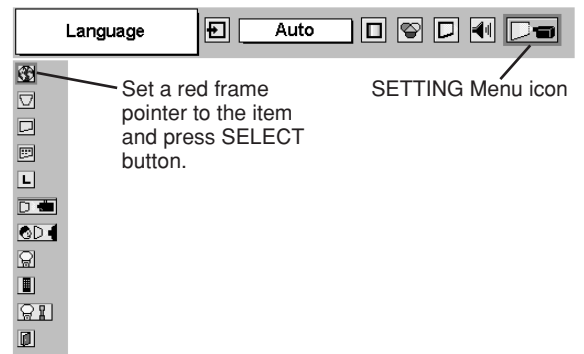 Language
Auto
Set a red frame
pointer to the item
and press SELECT
button.
SETTING Menu icon
L